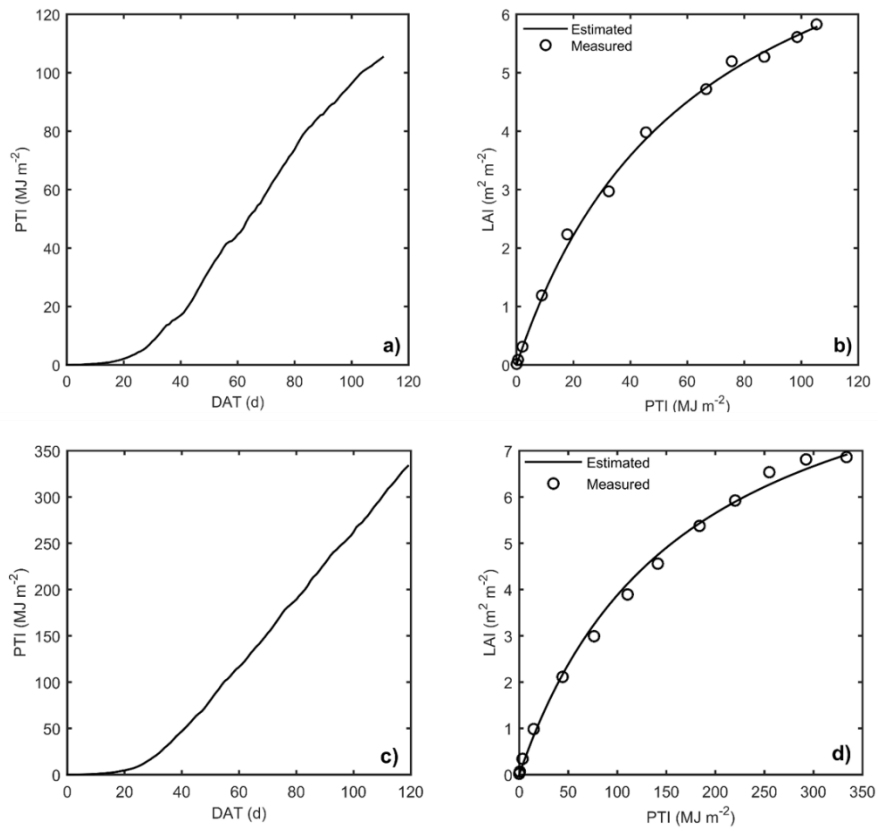 120
100
80
60
40
20
0
PTI (MJ m⁻²)
0 20 40 60 80 100 120
DAT (d)
a)
6
5
4
3
2
1
0
LAI (m² m⁻²)
Estimated
Measured
0 20 40 60 80 100 120
PTI (MJ m⁻²)
b)
350
300
250
200
150
100
50
0
PTI (MJ m⁻²)
0 20 40 60 80 100 120
DAT (d)
c)
7
6
5
4
3
2
1
0
LAI (m² m⁻²)
Estimated
Measured
0 50 100 150 200 250 300 350
PTI (MJ m⁻²)
d)